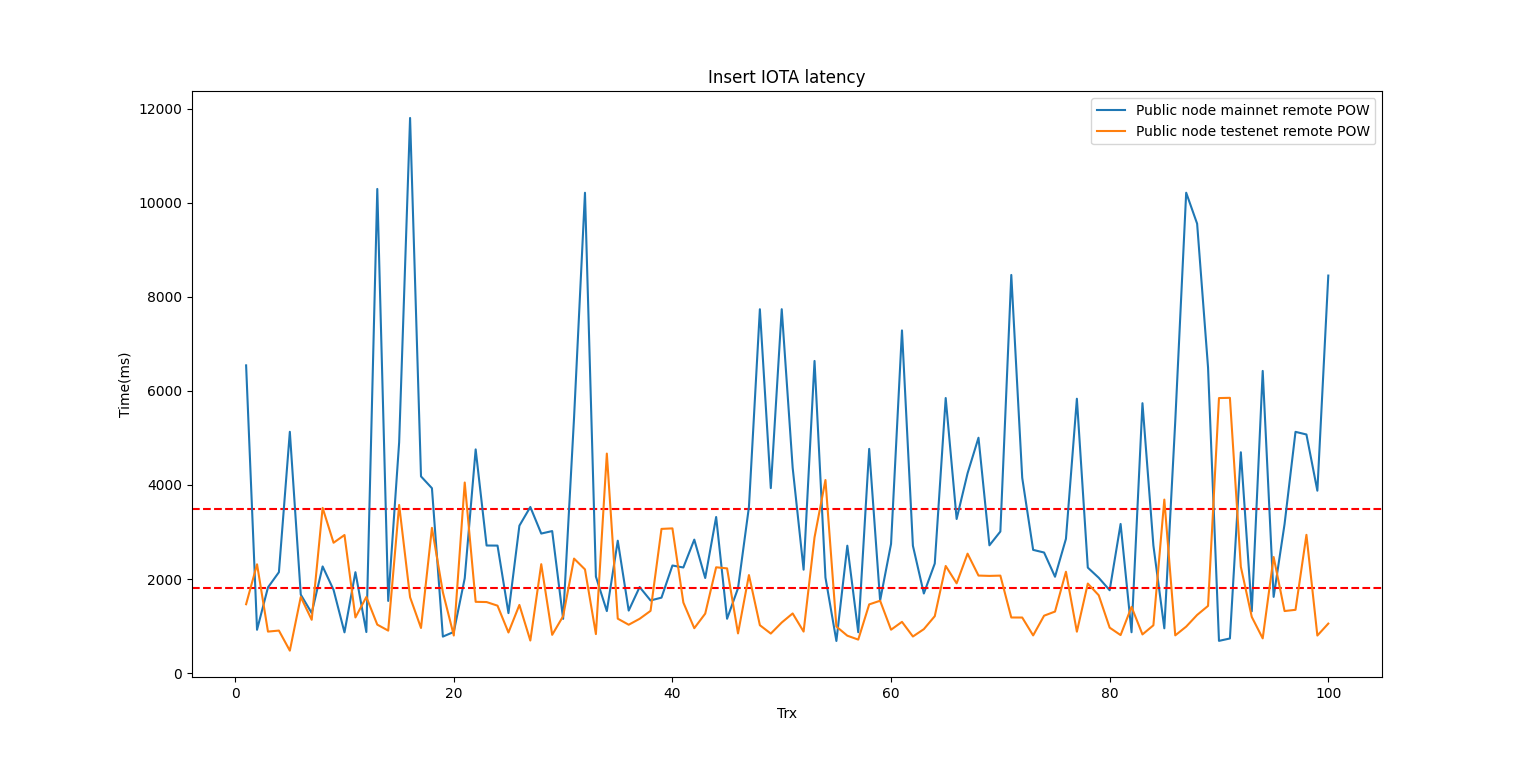 Insert IOTA latency
Public node mainnet remote POW
Public node testenet remote POW
12000
10000
8000
6000
4000
2000
0
Time(ms)
0 20 40 60 80 100
Trx